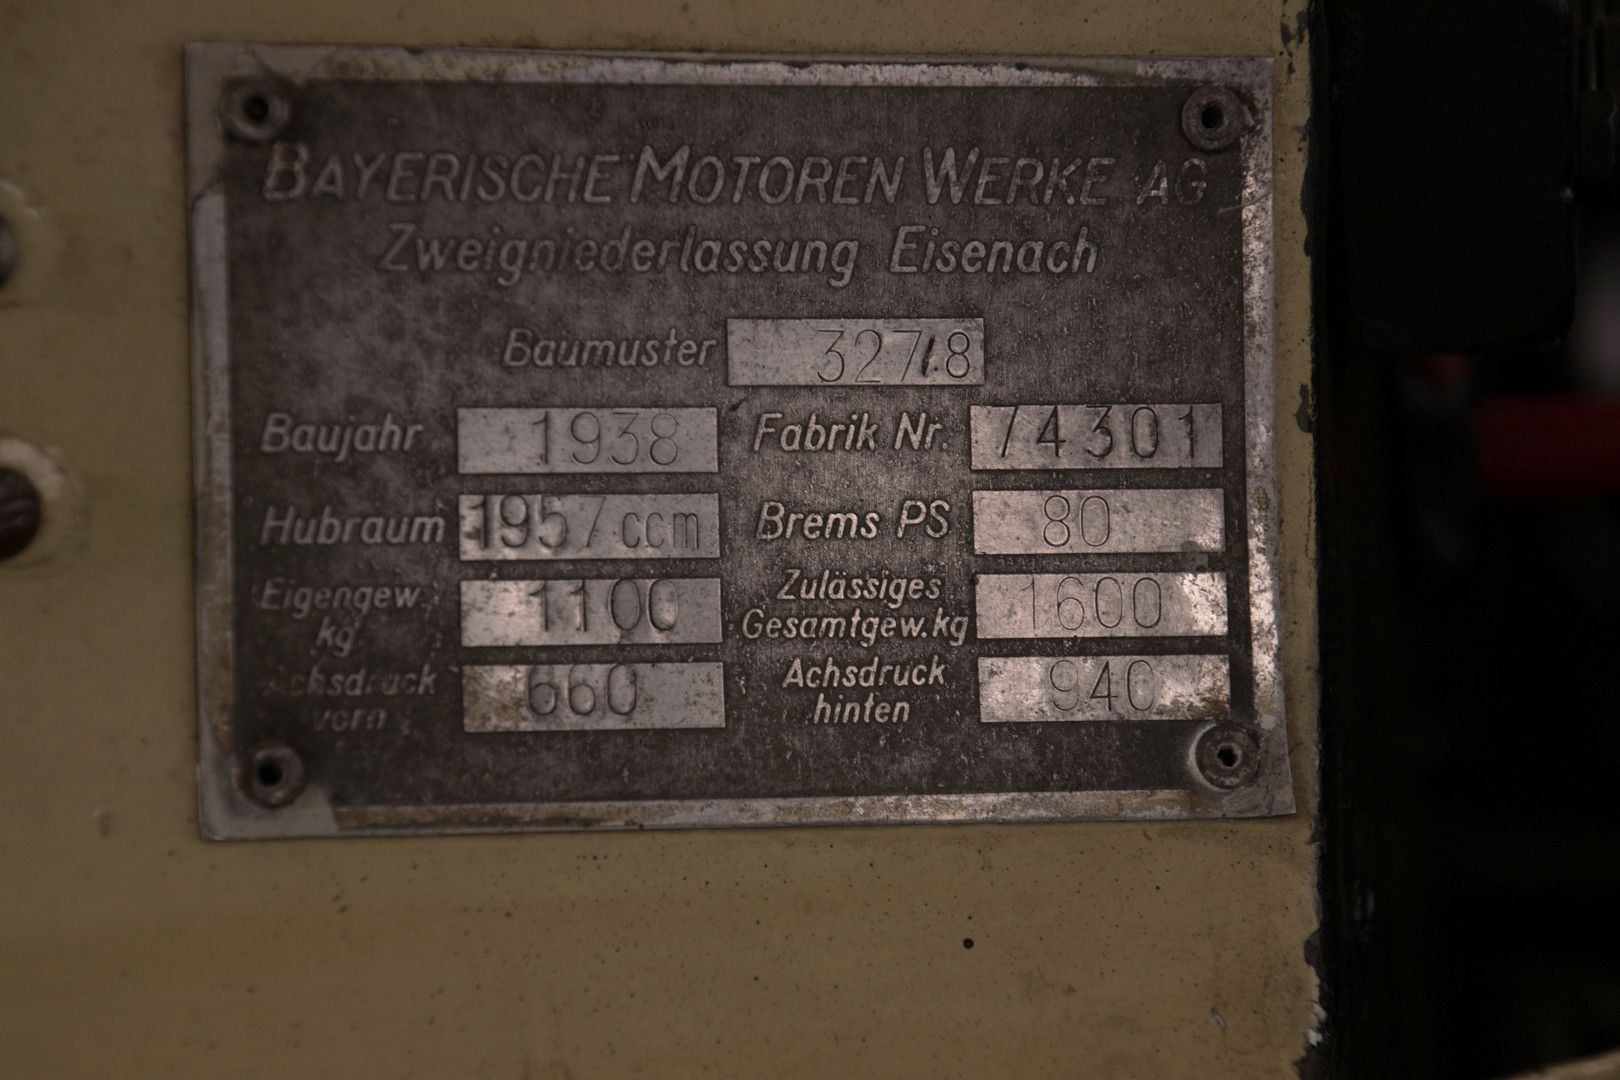 BAYERISCHE MOTOREN WERKE AG
Zweigniederlassung Eisenach
Baumuster 327/8
Baujahr 1938 Fabrik Nr. 74301
Hubraum 1957 ccm Brems PS 80
Eigengew. kg 1100 Zulässiges Gesamtgew. kg 1600
Achsdruck vorn 660 Achsdruck hinten 940